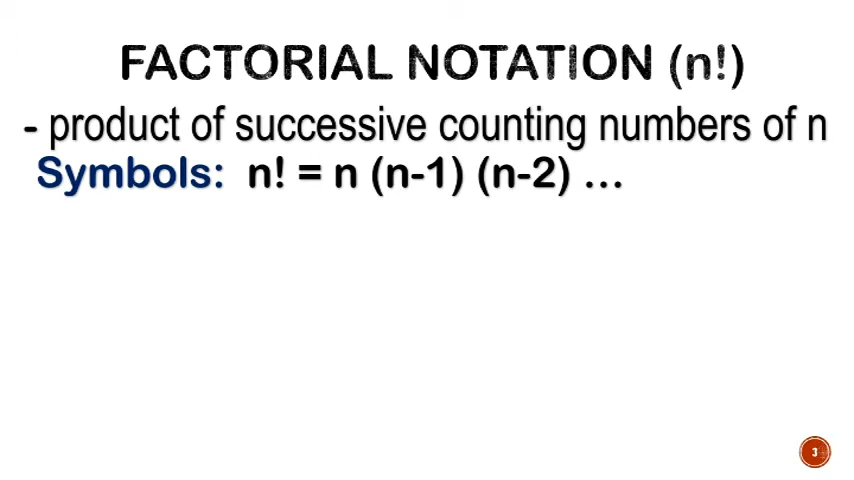 FACTORIAL NOTATION (n!)
- product of successive counting numbers of n
Symbols: n! = n (n-1) (n-2) …
3